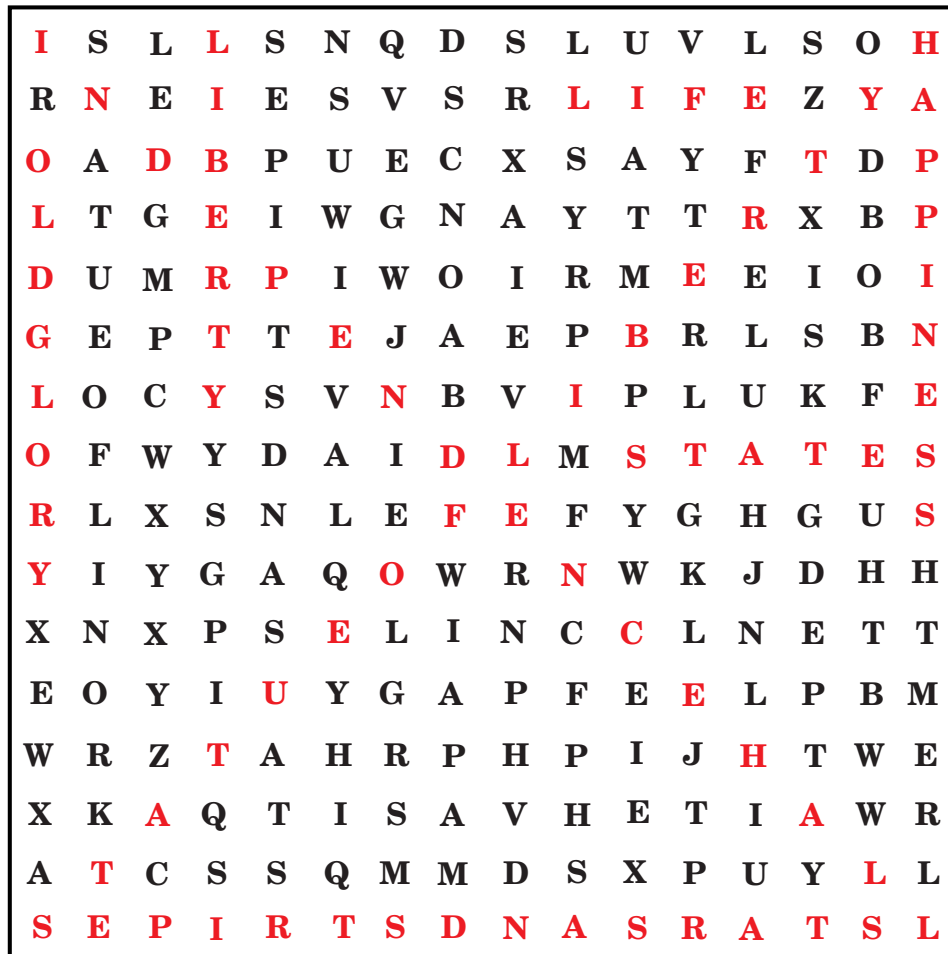 I S L L S N Q D S L U V L S O H
R N E I E S V S R L I F E Z Y A
O A D B P U E C X S A Y F T D P
L T G E I W G N A Y T T R X B P
D U M R P I W O I R M E E I O I
G E P T T E J A E P B R L S B N
L O C Y S V N B V I P L U K F E
O F W Y D A I D L M S T A T E S
R L X S N L E F E F Y G H G U S
Y I Y G A Q O W R N W K J D H H
X N X P S E L I N C C L N E T T
E O Y I U Y G A P F E E L P B M
W R Z T A H R P H P I J H T W E
X K A Q T I S A V H E T I A W R
A T C S S Q M M D S X P U Y L L
S E P I R T S D N A S R A T S L